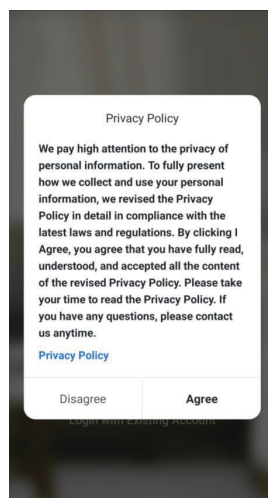 Privacy Policy
We pay high attention to the privacy of
personal information. To fully present
how we collect and use your personal
information, we revised the Privacy
Policy in detail in compliance with the
latest laws and regulations. By clicking I
Agree, you agree that you have fully read,
understood, and accepted all the content
of the revised Privacy Policy. Please take
your time to read the Privacy Policy. If
you have any questions, please contact
us anytime.
Privacy Policy
Disagree Agree
Login with Existing Account